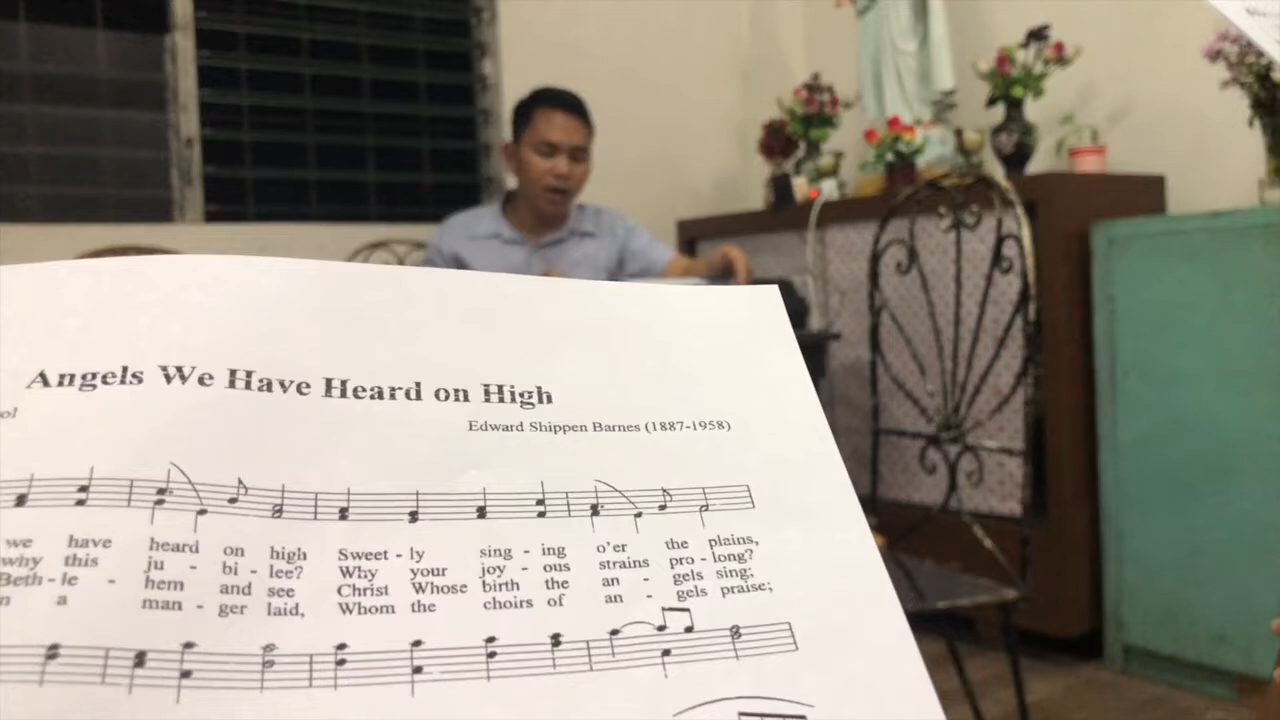 Angels We Have Heard on High
ol
Edward Shippen Barnes (1887-1958)
we have heard on high Sweet - ly sing - ing o'er the plains,
why this ju - bi - lee? Why your joy - ous strains pro - long?
Beth - le - hem and see Christ Whose birth the an - gels sing;
a man - ger laid, Whom the choirs of an - gels praise;